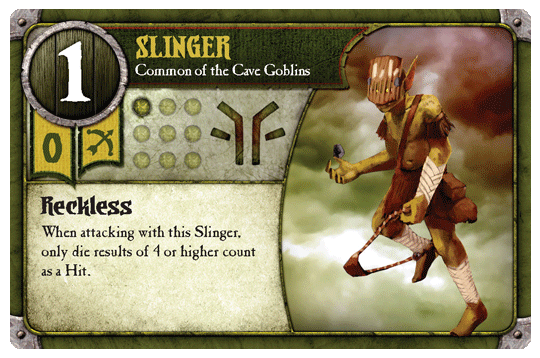 1
SLINGER
Common of the Cave Goblins
0
Reckless
When attacking with this Slinger,
only die results of 4 or higher count
as a Hit.